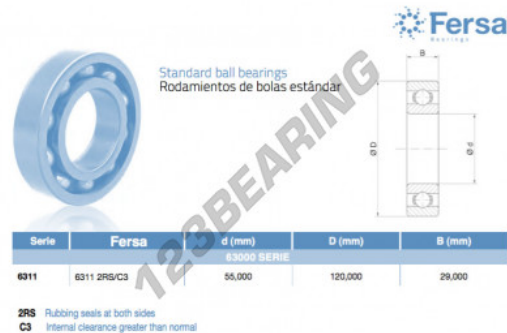 Fersa
Bearings
Standard ball bearings
Rodamientos de bolas estándar
B
Ø D
Ø d
123BEARING
Serie Fersa d (mm) D (mm) B (mm)
63000 SERIE
6311 6311 2RS/C3 55,000 120,000 29,000
2RS Rubbing seals at both sides
C3 Internal clearance greater than normal